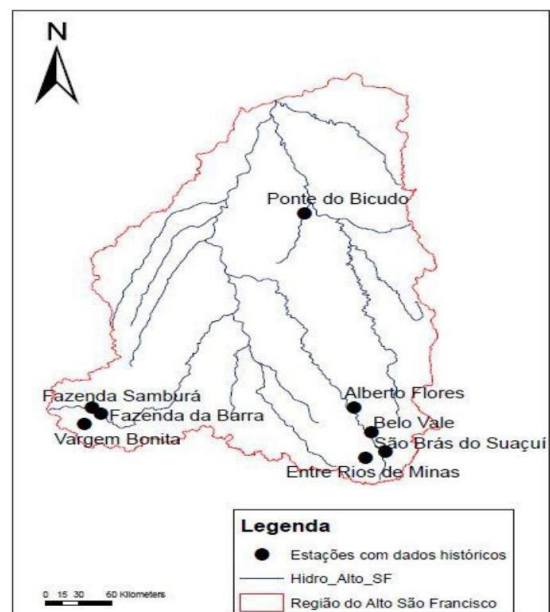 N
Ponte do Bicudo
Fazenda Samburá
Fazenda da Barra
Vargem Bonita
Alberto Flores
Belo Vale
São Brás do Suaçuí
Entre Rios de Minas
Legenda
Estações com dados históricos
Hidro_Alto_SF
Região do Alto São Francisco
0 15 30 60 Kilometers